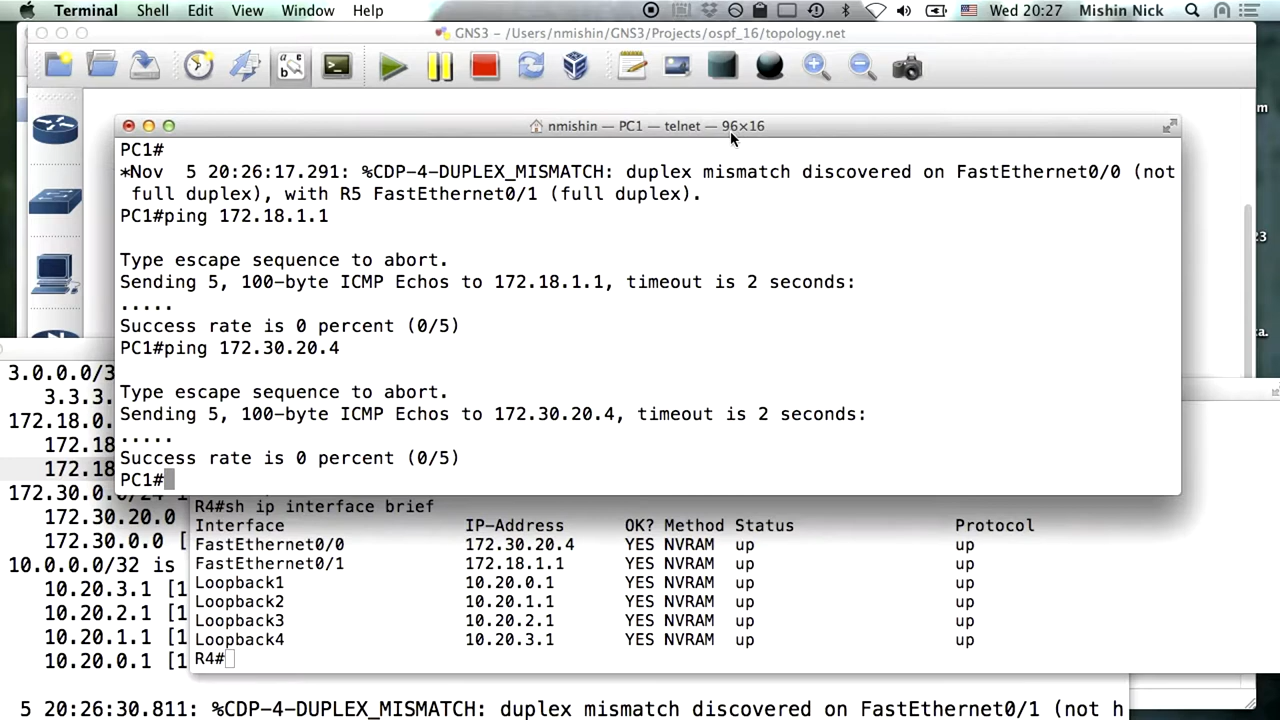 Terminal Shell Edit View Window Help Wed 20:27 Mishin Nick
GNS3 – /Users/nmishin/GNS3/Projects/ospf_16/topology.net
nmishin — PC1 — telnet — 96×16
PC1#
*Nov 5 20:26:17.291: %CDP-4-DUPLEX_MISMATCH: duplex mismatch discovered on FastEthernet0/0 (not
full duplex), with R5 FastEthernet0/1 (full duplex).
PC1#ping 172.18.1.1
Type escape sequence to abort.
Sending 5, 100-byte ICMP Echos to 172.18.1.1, timeout is 2 seconds:
.....
Success rate is 0 percent (0/5)
PC1#ping 172.30.20.4
Type escape sequence to abort.
Sending 5, 100-byte ICMP Echos to 172.30.20.4, timeout is 2 seconds:
.....
Success rate is 0 percent (0/5)
PC1#
3.0.0.0/3
3.3.3.
172.18.0.
172.18
172.18
172.30.0.0/24 i
172.30.20.0
172.30.0.0 [
10.0.0.0/32 is
10.20.3.1 [1
10.20.2.1 [1
10.20.1.1 [1
10.20.0.1 [1
R4#sh ip interface brief
Interface IP-Address OK? Method Status Protocol
FastEthernet0/0 172.30.20.4 YES NVRAM up up
FastEthernet0/1 172.18.1.1 YES NVRAM up up
Loopback1 10.20.0.1 YES NVRAM up up
Loopback2 10.20.1.1 YES NVRAM up up
Loopback3 10.20.2.1 YES NVRAM up up
Loopback4 10.20.3.1 YES NVRAM up up
R4#
5 20:26:30.811: %CDP-4-DUPLEX_MISMATCH: duplex mismatch discovered on FastEthernet0/1 (not h